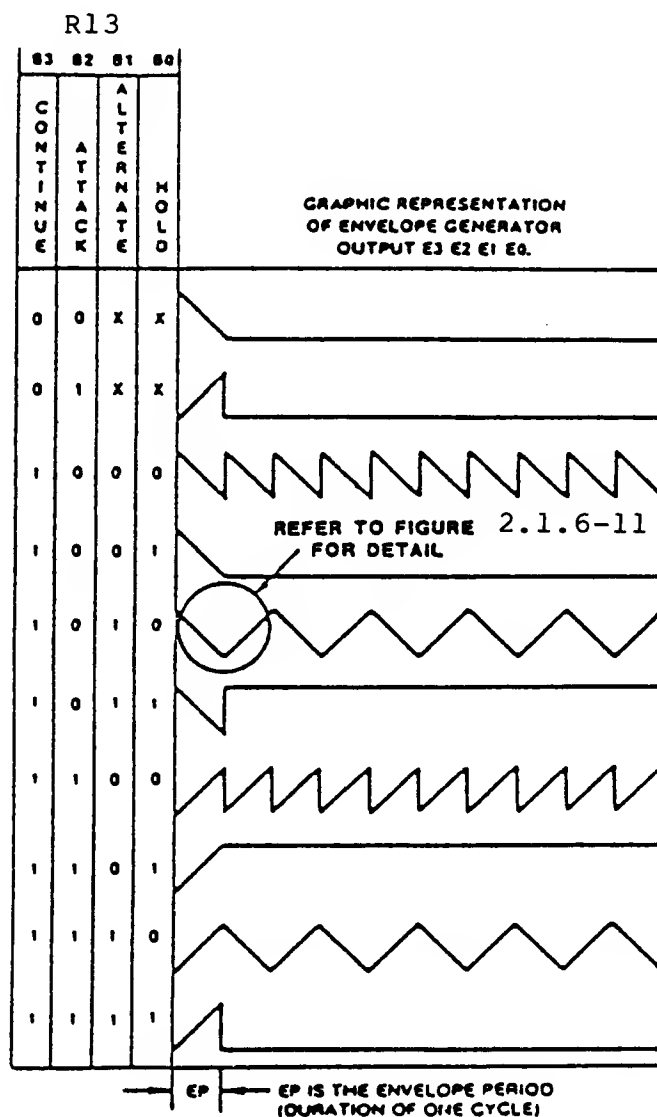 R13
B3 B2 B1 B0
CONTINUE
ATTACK
ALTERNATE
HOLD
GRAPHIC REPRESENTATION
OF ENVELOPE GENERATOR
OUTPUT E3 E2 E1 E0.
0 0 X X
0 1 X X
1 0 0 0
REFER TO FIGURE 2.1.6-11
FOR DETAIL
1 0 0 1
1 0 1 0
1 0 1 1
1 1 0 0
1 1 0 1
1 1 1 0
1 1 1 1
EP
EP IS THE ENVELOPE PERIOD
(DURATION OF ONE CYCLE)